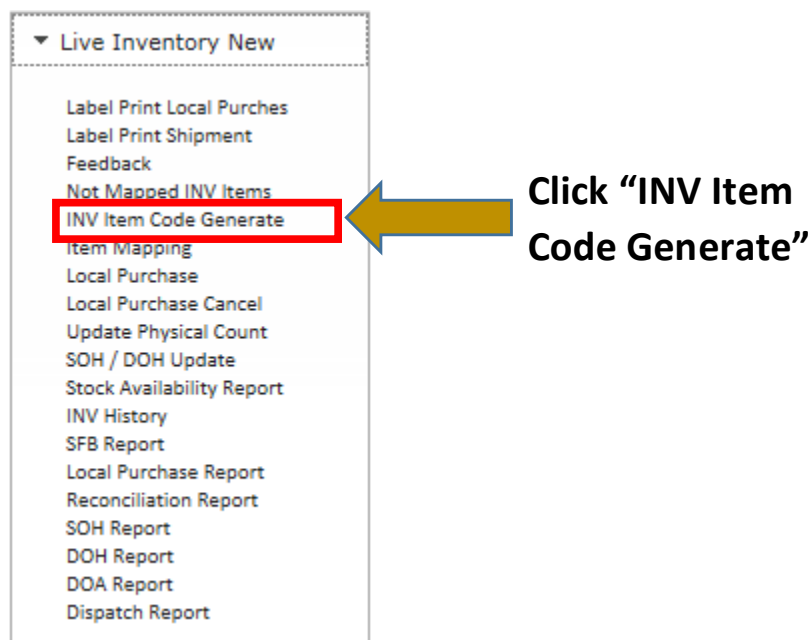 Live Inventory New
Label Print Local Purches
Label Print Shipment
Feedback
Not Mapped INV Items
INV Item Code Generate
Item Mapping
Local Purchase
Local Purchase Cancel
Update Physical Count
SOH / DOH Update
Stock Availability Report
INV History
SFB Report
Local Purchase Report
Reconciliation Report
SOH Report
DOH Report
DOA Report
Dispatch Report
Click “INV Item
Code Generate”